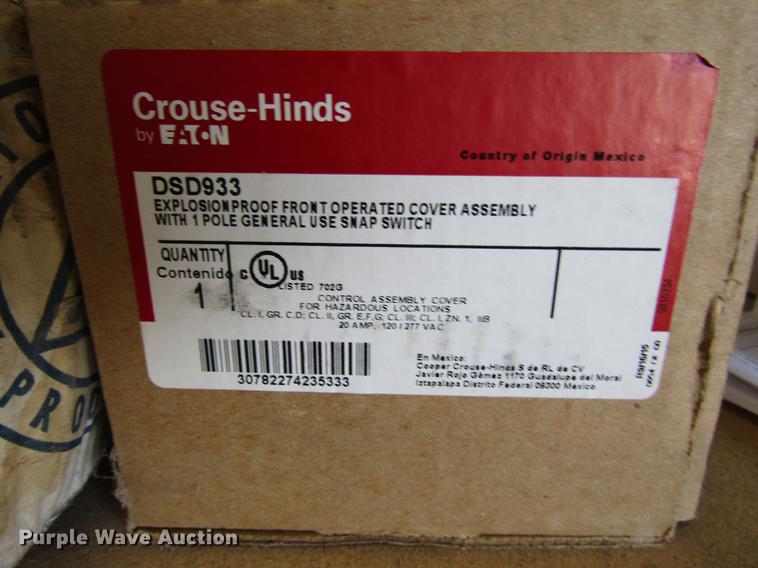 Crouse-Hinds
by EATON
Country of Origin Mexico
DSD933
EXPLOSIONPROOF FRONT OPERATED COVER ASSEMBLY
WITH 1 POLE GENERAL USE SNAP SWITCH
QUANTITY
Contenido
1
C UL US
LISTED 702G
CONTROL ASSEMBLY COVER
FOR HAZARDOUS LOCATIONS
CL. I, GR. C,D; CL. II, GR. E,F,G; CL. III; CL. I, ZN. 1, IIB
20 AMP, 120 / 277 VAC
30782274235333
En Mexico:
Cooper Crouse-Hinds S de RL de CV
Javier Rojo Gómez 1170 Guadalupe del Moral
Iztapalapa Distrito Federal 09300 Mexico
PRO
Purple Wave Auction